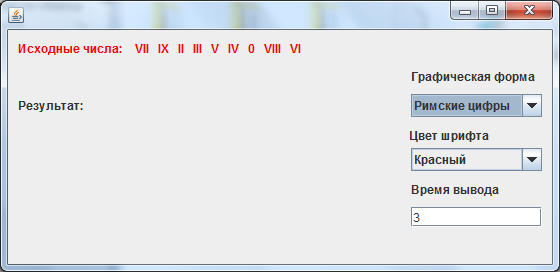 Исходные числа: VII IX II III V IV 0 VIII VI
Графическая форма
Результат:
Римские цифры
Цвет шрифта
Красный
Время вывода
3